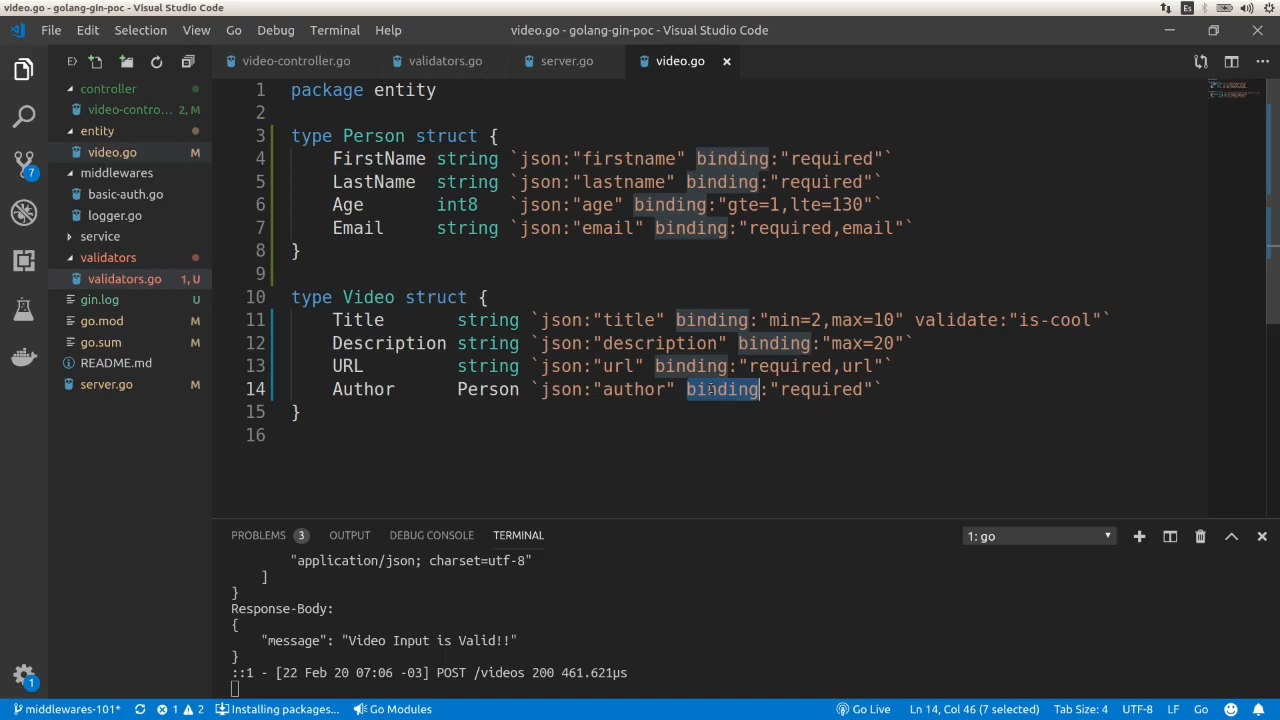 video.go - golang-gin-poc - Visual Studio Code
Es
File Edit Selection View Go Debug Terminal Help
video.go - golang-gin-poc - Visual Studio Code
video-controller.go validators.go server.go video.go
controller
video-contro... 2, M
entity
video.go M
middlewares
basic-auth.go
logger.go
service
validators
validators.go 1, U
gin.log U
go.mod M
go.sum M
README.md
server.go M
7
1
1 package entity
2
3 type Person struct {
4 FirstName string `json:"firstname" binding:"required"`
5 LastName string `json:"lastname" binding:"required"`
6 Age int8 `json:"age" binding:"gte=1,lte=130"`
7 Email string `json:"email" binding:"required,email"`
8 }
9
10 type Video struct {
11 Title string `json:"title" binding:"min=2,max=10" validate:"is-cool"`
12 Description string `json:"description" binding:"max=20"`
13 URL string `json:"url" binding:"required,url"`
14 Author Person `json:"author" binding:"required"`
15 }
16
PROBLEMS 3 OUTPUT DEBUG CONSOLE TERMINAL 1: go
"application/json; charset=utf-8"
]
}
Response-Body:
{
"message": "Video Input is Valid!!"
}
::1 - [22 Feb 20 07:06 -03] POST /videos 200 461.621µs
middlewares-101* 1 2 Installing packages... Go Modules Go Live Ln 14, Col 46 (7 selected) Tab Size: 4 UTF-8 LF Go